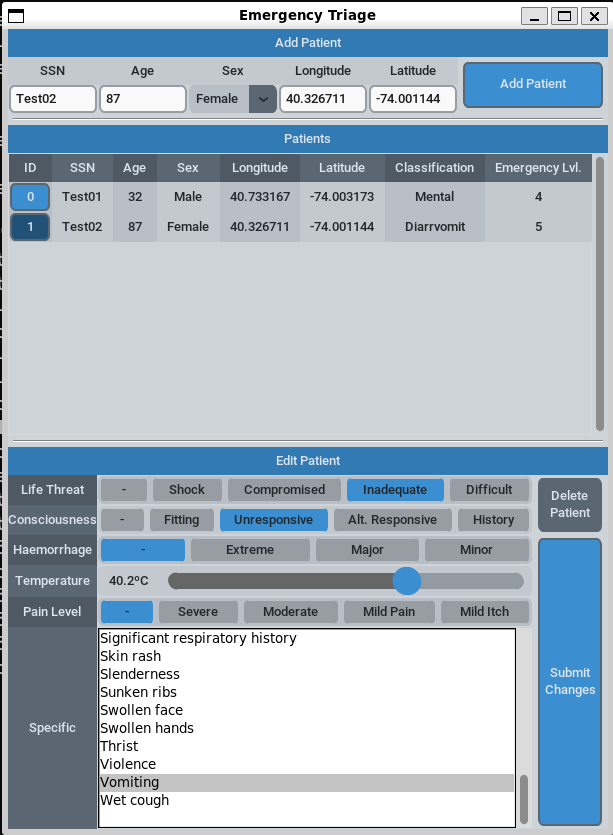 Emergency Triage
Add Patient
SSN Age Sex Longitude Latitude
Add Patient
Test02 87 Female 40.326711 -74.001144
Patients
ID SSN Age Sex Longitude Latitude Classification Emergency Lvl.
0 Test01 32 Male 40.733167 -74.003173 Mental 4
1 Test02 87 Female 40.326711 -74.001144 Diarrvomit 5
Edit Patient
Life Threat - Shock Compromised Inadequate Difficult
Delete
Patient
Consciousness - Fitting Unresponsive Alt. Responsive History
Haemorrhage - Extreme Major Minor
Temperature 40.2ºC
Pain Level - Severe Moderate Mild Pain Mild Itch
Specific
Significant respiratory history
Skin rash
Slenderness
Sunken ribs
Swollen face
Swollen hands
Thrist
Violence
Vomiting
Wet cough
Submit
Changes